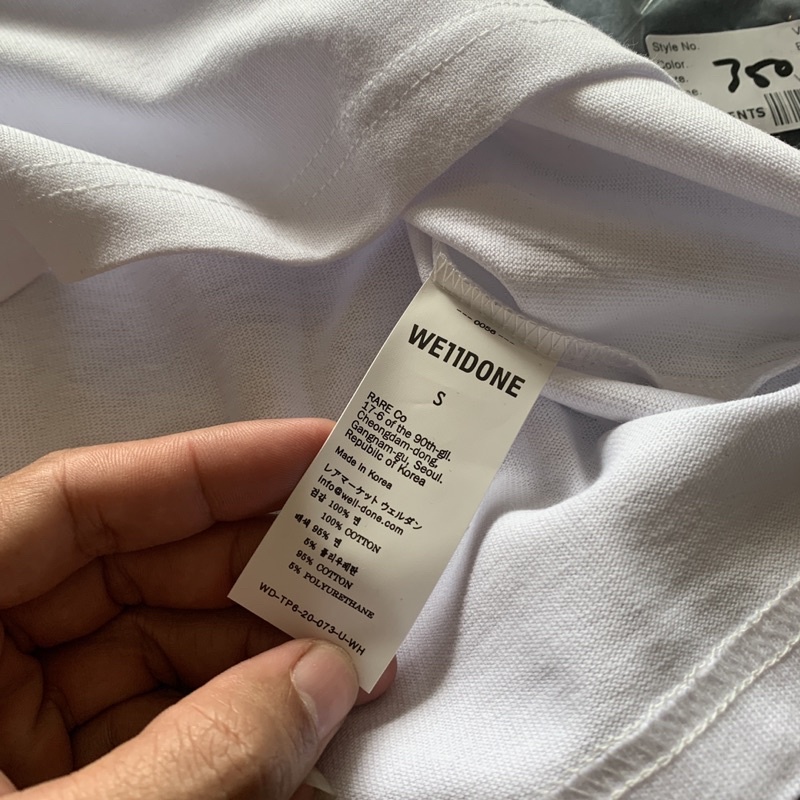 Style No.
Color.
350
ENTS
--- 0036 ---
WE11DONE
S
RARE Co
17-6 of the 90th-gil.
Cheongdam-dong,
Gangnam-gu, Seoul.
Republic of Korea
Made in Korea
レアマーケット ウェルダン
info@well-done.com
겉감 100% 면
100% COTTON
배색 95% 면
5% 폴리우레탄
95% COTTON
5% POLYURETHANE
WD-TP6-20-073-U-WH